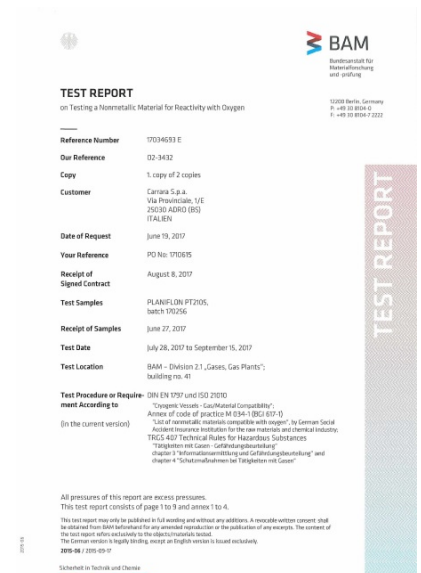 BAM
Bundesanstalt für
Materialforschung
und -prüfung
TEST REPORT
on Testing a Nonmetallic Material for Reactivity with Oxygen
12200 Berlin, Germany
P: +49 30 8104-0
F: +49 30 8104-7 2222
Reference Number 17034693 E
Our Reference 02-3432
Copy 1. copy of 2 copies
Customer Carrara S.p.a.
Via Provinciale, 1/E
25030 ADRO (BS)
ITALIEN
Date of Request June 19, 2017
Your Reference PO No: 1710615
Receipt of August 8, 2017
Signed Contract
Test Samples PLANIFLON PT2105,
batch 170256
Receipt of Samples June 27, 2017
Test Date July 28, 2017 to September 15, 2017
Test Location BAM – Division 2.1 „Gases, Gas Plants“;
building no. 41
Test Procedure or Require- DIN EN 1797 und ISO 21010
ment According to "Cryogenic Vessels - Gas/Material Compatibility";
Annex of code of practice M 034-1 (BGI 617-1)
(in the current version) "List of nonmetallic materials compatible with oxygen", by German Social
Accident Insurance Institution for the raw materials and chemical industry;
TRGS 407 Technical Rules for Hazardous Substances
"Tätigkeiten mit Gasen - Gefährdungsbeurteilung"
chapter 3 "Informationsermittlung und Gefährdungsbeurteilung" and
chapter 4 "Schutzmaßnahmen bei Tätigkeiten mit Gasen"
TEST REPORT
All pressures of this report are excess pressures.
This test report consists of page 1 to 9 and annex 1 to 4.
This test report may only be published in full wording and without any additions. A revocable written consent shall
be obtained from BAM beforehand for any amended reproduction or the publication of any excerpts. The content of
the test report refers exclusively to the objects/materials tested.
The German version is legally binding, except an English version is issued exclusively.
2015-06 / 2015-09-17
Sicherheit in Technik und Chemie